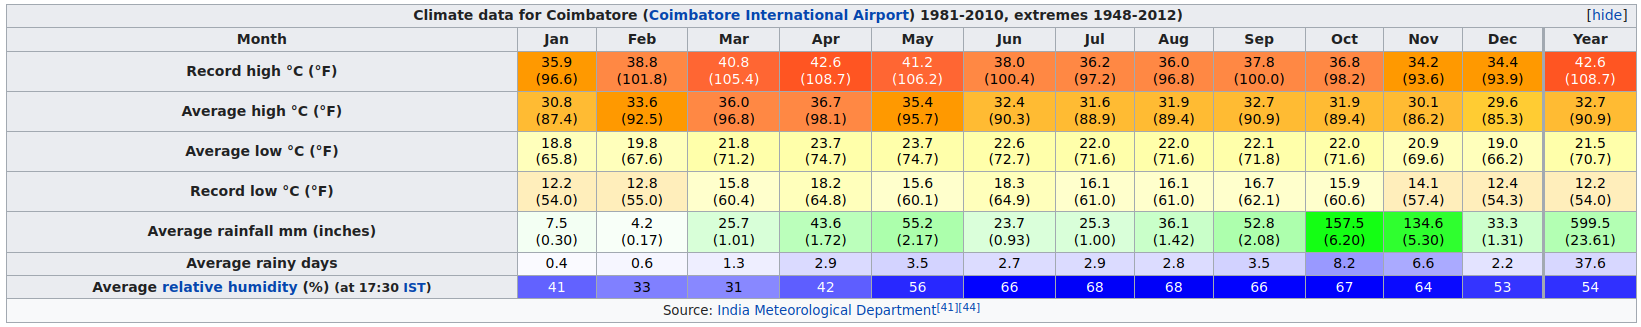 Climate data for Coimbatore (Coimbatore International Airport) 1981-2010, extremes 1948-2012) [hide]
Month Jan Feb Mar Apr May Jun Jul Aug Sep Oct Nov Dec Year
Record high °C (°F) 35.9 38.8 40.8 42.6 41.2 38.0 36.2 36.0 37.8 36.8 34.2 34.4 42.6
(96.6) (101.8) (105.4) (108.7) (106.2) (100.4) (97.2) (96.8) (100.0) (98.2) (93.6) (93.9) (108.7)
Average high °C (°F) 30.8 33.6 36.0 36.7 35.4 32.4 31.6 31.9 32.7 31.9 30.1 29.6 32.7
(87.4) (92.5) (96.8) (98.1) (95.7) (90.3) (88.9) (89.4) (90.9) (89.4) (86.2) (85.3) (90.9)
Average low °C (°F) 18.8 19.8 21.8 23.7 23.7 22.6 22.0 22.0 22.1 22.0 20.9 19.0 21.5
(65.8) (67.6) (71.2) (74.7) (74.7) (72.7) (71.6) (71.6) (71.8) (71.6) (69.6) (66.2) (70.7)
Record low °C (°F) 12.2 12.8 15.8 18.2 15.6 18.3 16.1 16.1 16.7 15.9 14.1 12.4 12.2
(54.0) (55.0) (60.4) (64.8) (60.1) (64.9) (61.0) (61.0) (62.1) (60.6) (57.4) (54.3) (54.0)
Average rainfall mm (inches) 7.5 4.2 25.7 43.6 55.2 23.7 25.3 36.1 52.8 157.5 134.6 33.3 599.5
(0.30) (0.17) (1.01) (1.72) (2.17) (0.93) (1.00) (1.42) (2.08) (6.20) (5.30) (1.31) (23.61)
Average rainy days 0.4 0.6 1.3 2.9 3.5 2.7 2.9 2.8 3.5 8.2 6.6 2.2 37.6
Average relative humidity (%) (at 17:30 IST) 41 33 31 42 56 66 68 68 66 67 64 53 54
Source: India Meteorological Department[41][44]